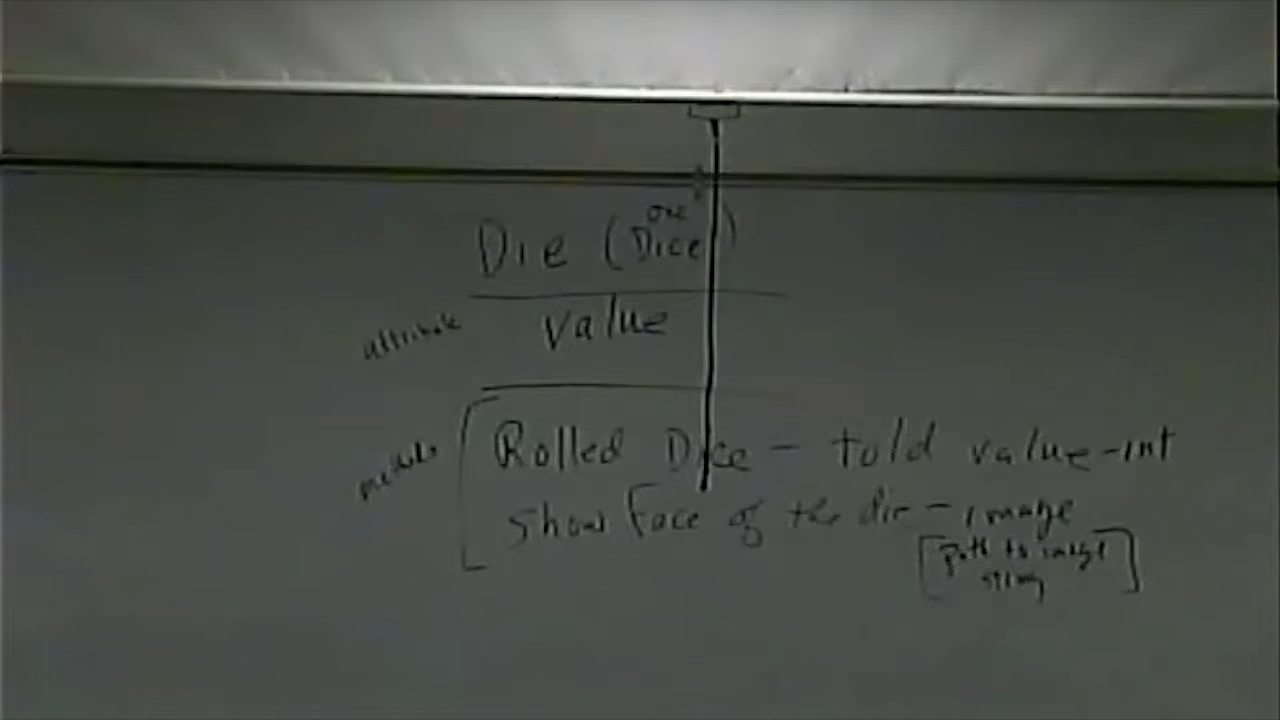 one
Die (Dice)
attribute
value
methods
Rolled Dice - told value-int
show Face of the die - image
[path to image
string]